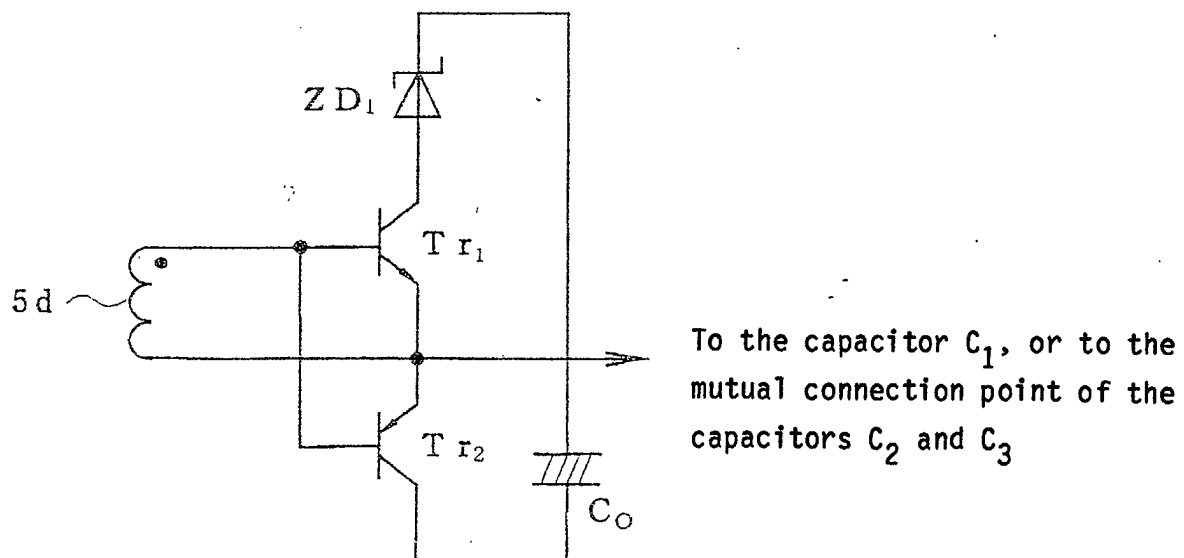 ZD₁
Tr₁
5d
To the capacitor C₁, or to the
mutual connection point of the
capacitors C₂ and C₃
Tr₂
C₀